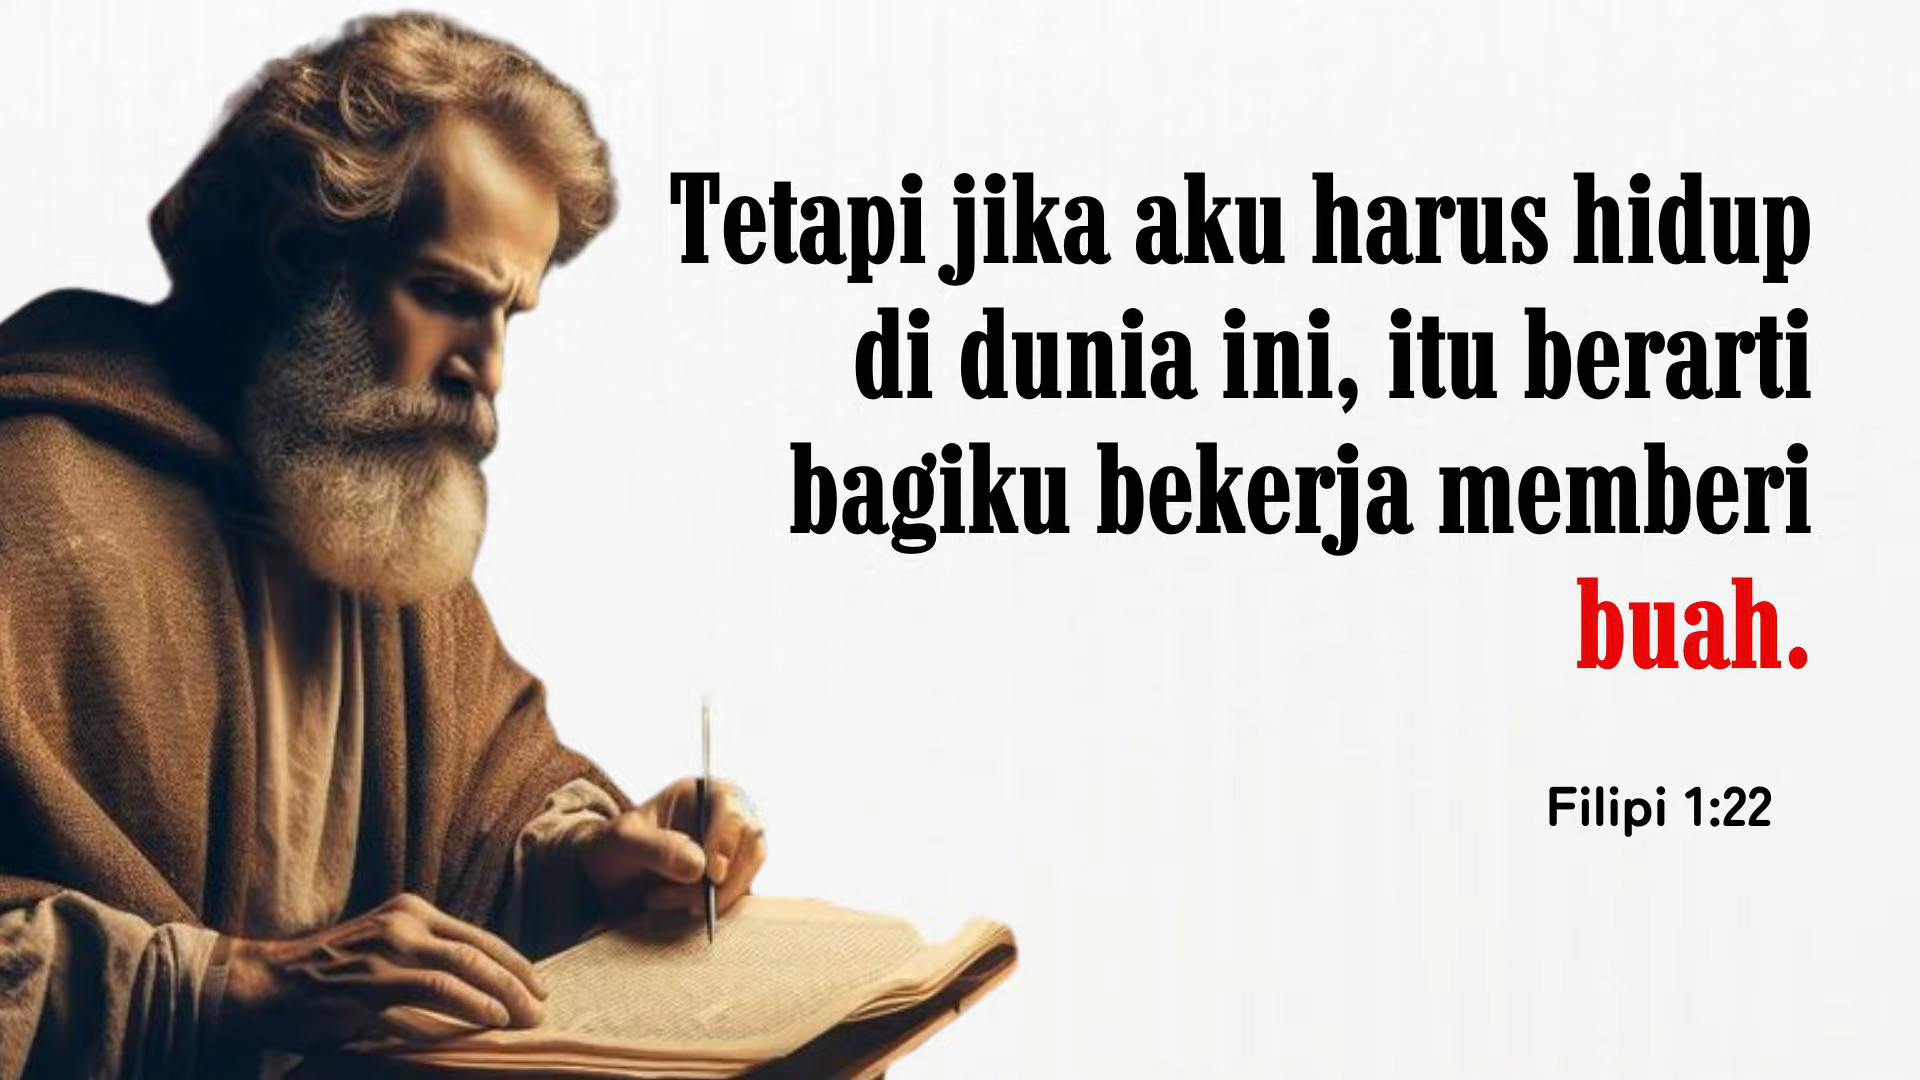 Tetapi jika aku harus hidup
di dunia ini, itu berarti
bagiku bekerja memberi
buah.
Filipi 1:22